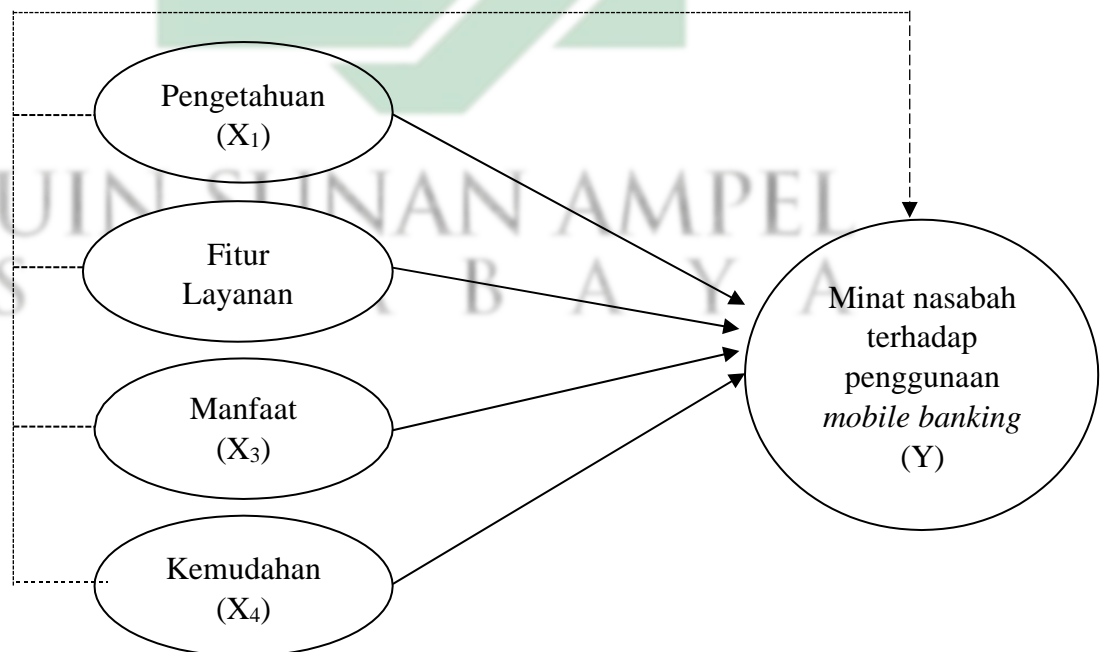 Pengetahuan
(X₁)
UIN SUNAN AMPEL
Fitur
Layanan
S R A B A Y A
Manfaat
(X₃)
Kemudahan
(X₄)
Minat nasabah
terhadap
penggunaan
mobile banking
(Y)